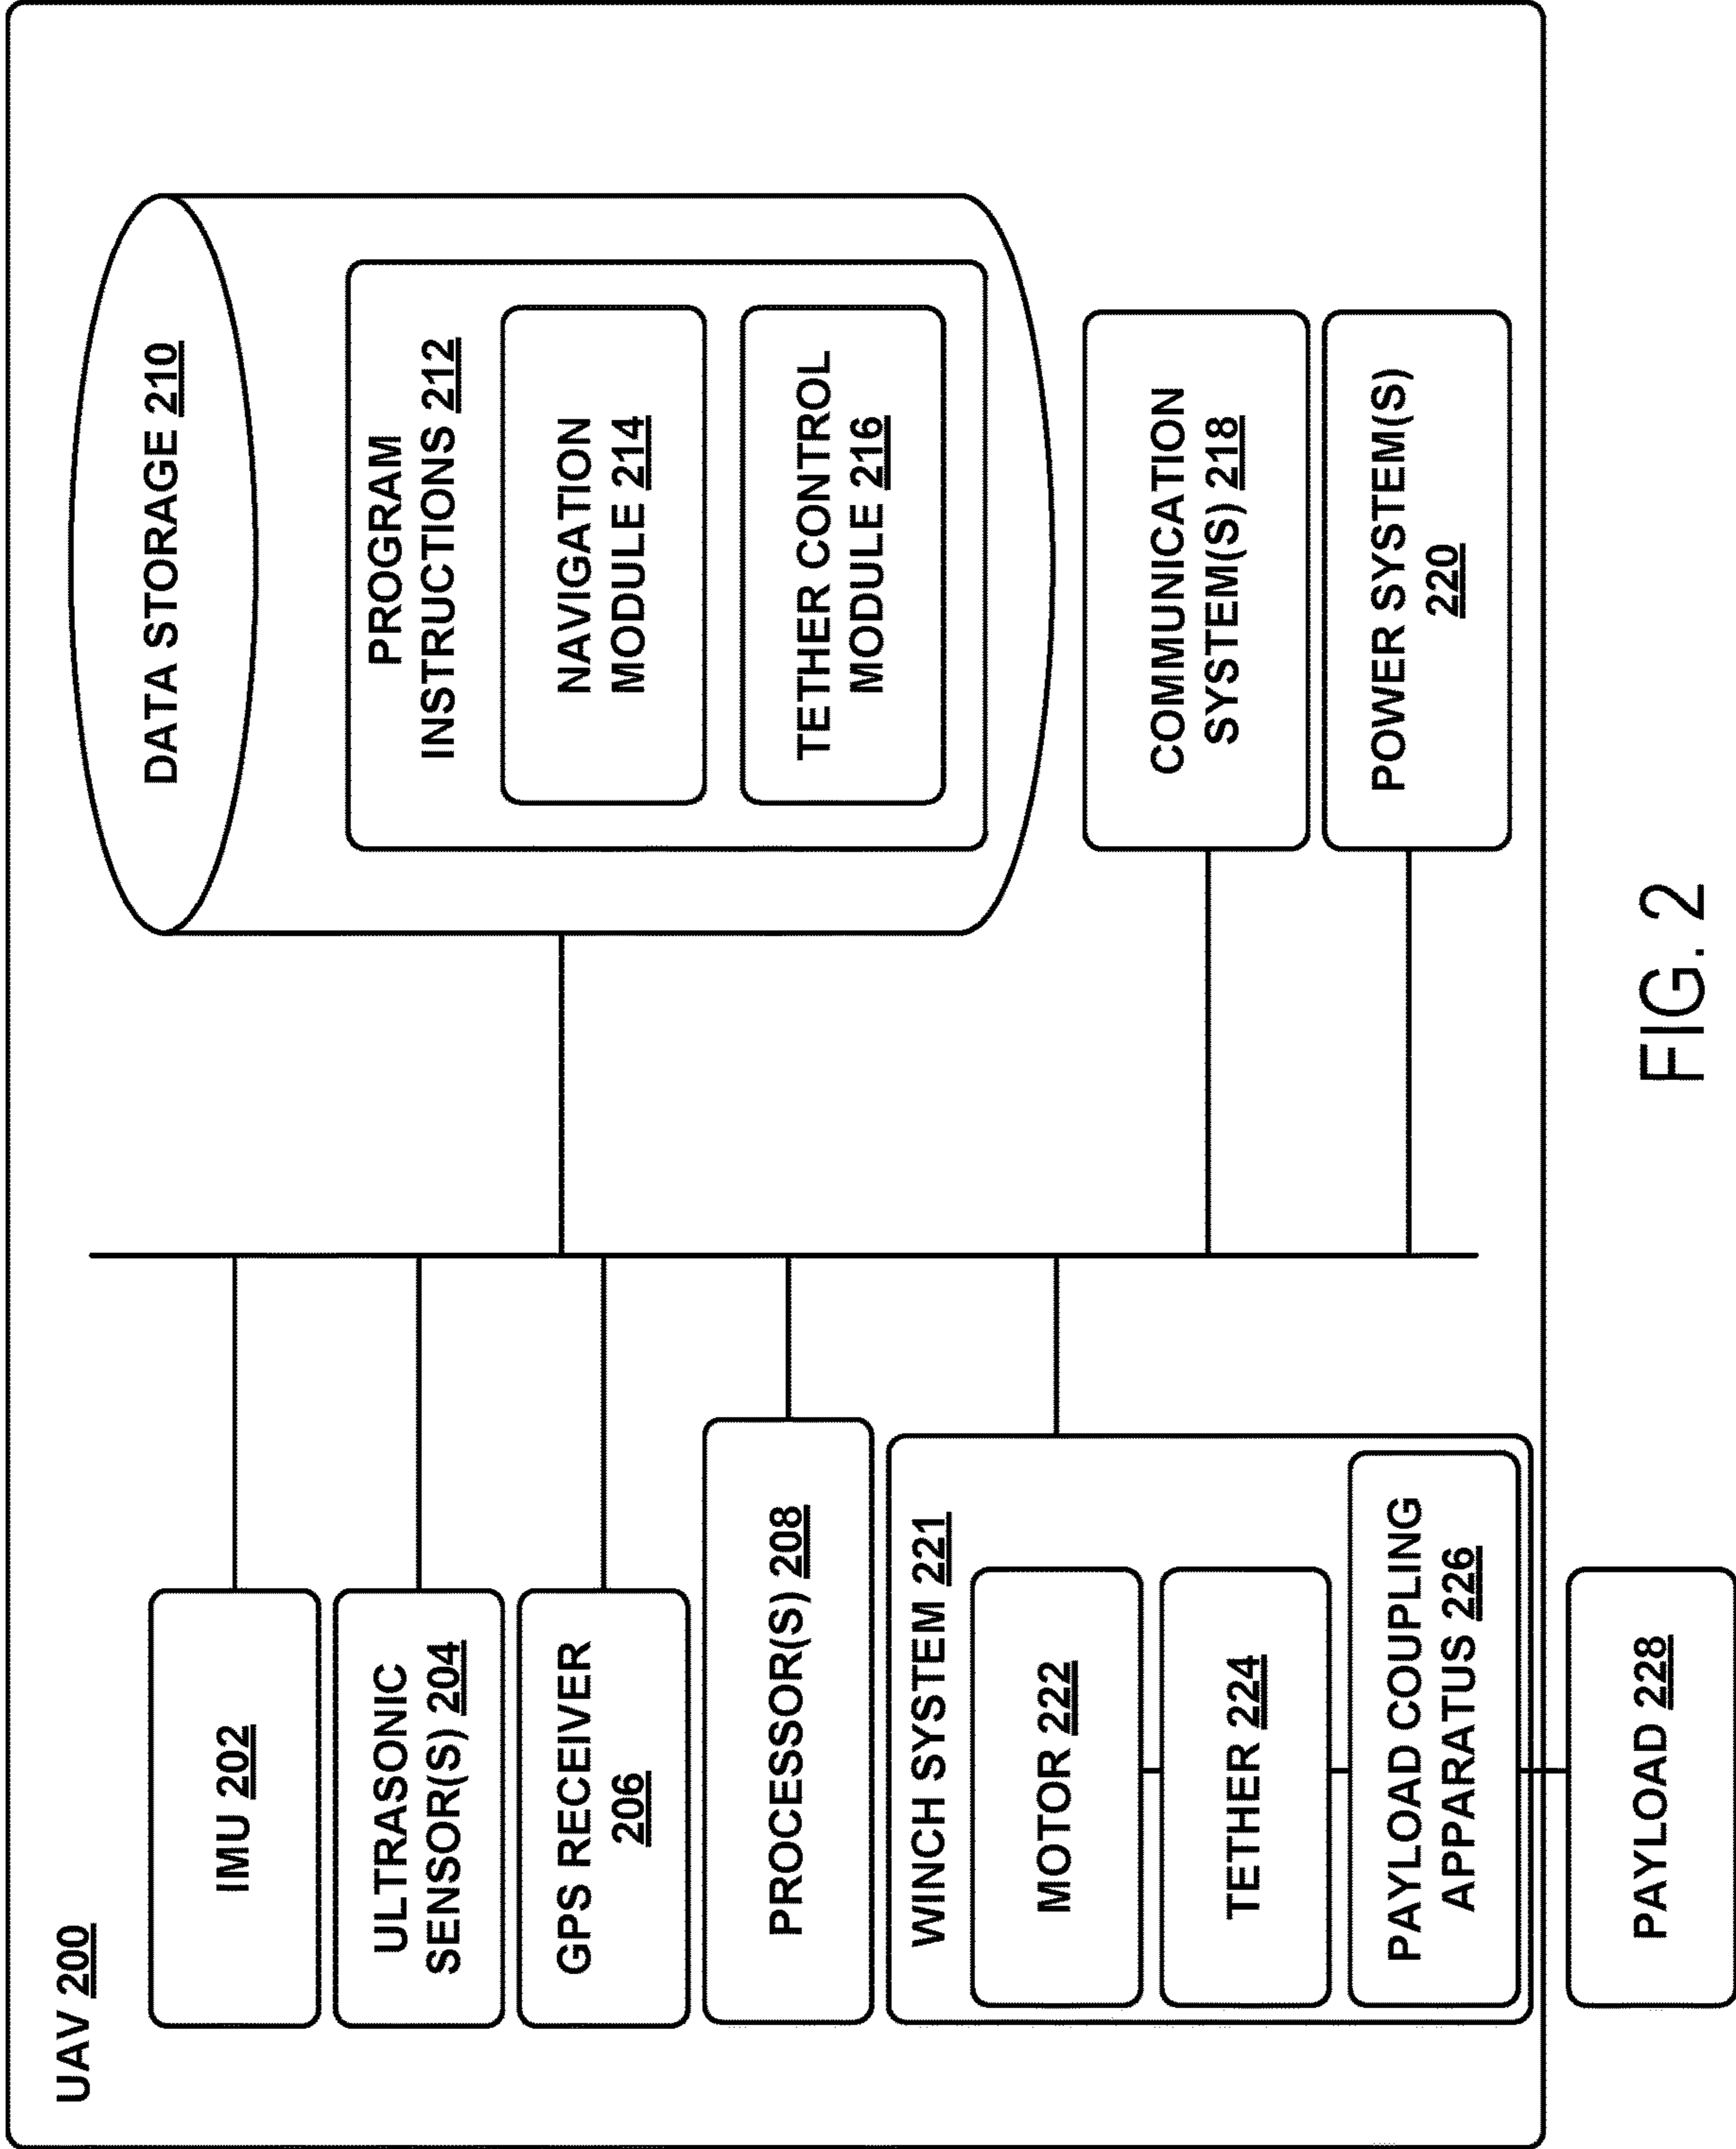 UAV 200
IMU 202
ULTRASONIC
SENSOR(S) 204
GPS RECEIVER
206
PROCESSOR(S) 208
WINCH SYSTEM 221
MOTOR 222
TETHER 224
PAYLOAD COUPLING
APPARATUS 226
PAYLOAD 228
DATA STORAGE 210
PROGRAM
INSTRUCTIONS 212
NAVIGATION
MODULE 214
TETHER CONTROL
MODULE 216
COMMUNICATION
SYSTEM(S) 218
POWER SYSTEM(S)
220
FIG. 2